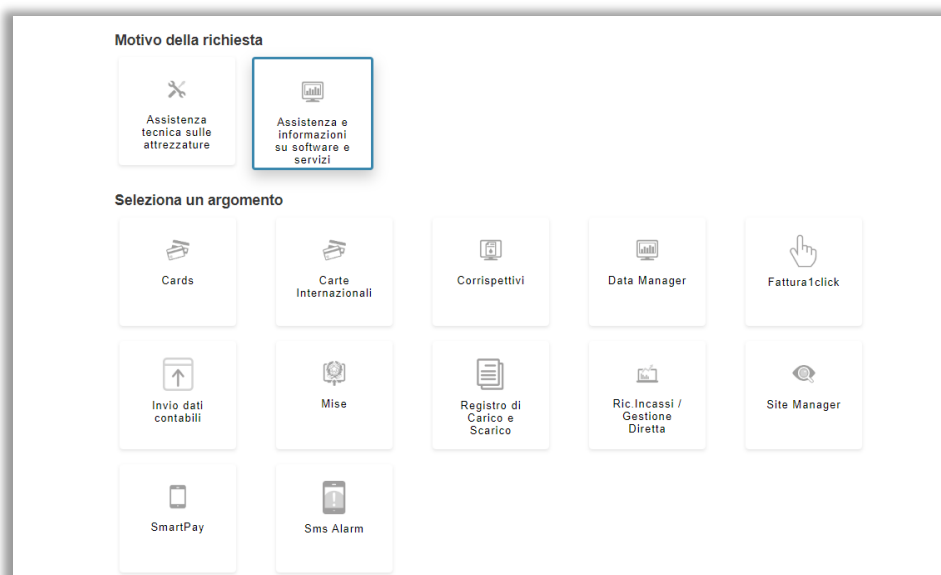 Motivo della richiesta
Assistenza
tecnica sulle
attrezzature
Assistenza e
informazioni
su software e
servizi
Seleziona un argomento
Cards
Carte
Internazionali
Corrispettivi
Data Manager
Fattura1click
Invio dati
contabili
Mise
Registro di
Carico e
Scarico
Ric.Incassi /
Gestione
Diretta
Site Manager
SmartPay
Sms Alarm